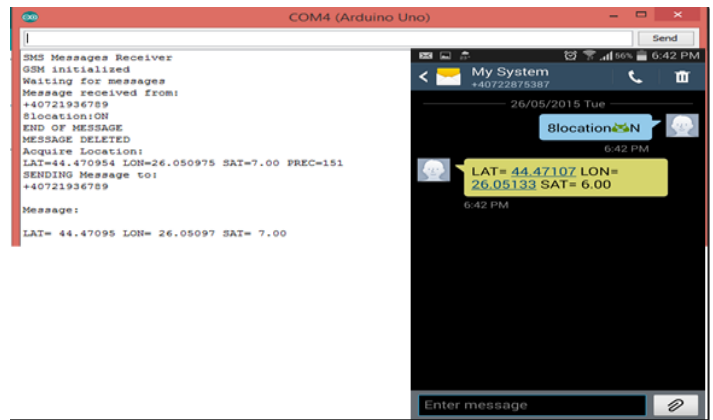 COM4 (Arduino Uno)
Send
SMS Messages Receiver
GSM initialized
Waiting for messages
Message received from:
+40721936789
8location:ON
END OF MESSAGE
MESSAGE DELETED
Acquire Location:
LAT=44.470954 LON=26.050975 SAT=7.00 PREC=151
SENDING Message to:
+40721936789
Message:
LAT= 44.47095 LON= 26.05097 SAT= 7.00
56% 6:42 PM
My System
+40722875387
26/05/2015 Tue
8location N
6:42 PM
LAT= 44.47107 LON=
26.05133 SAT= 6.00
6:42 PM
Enter message